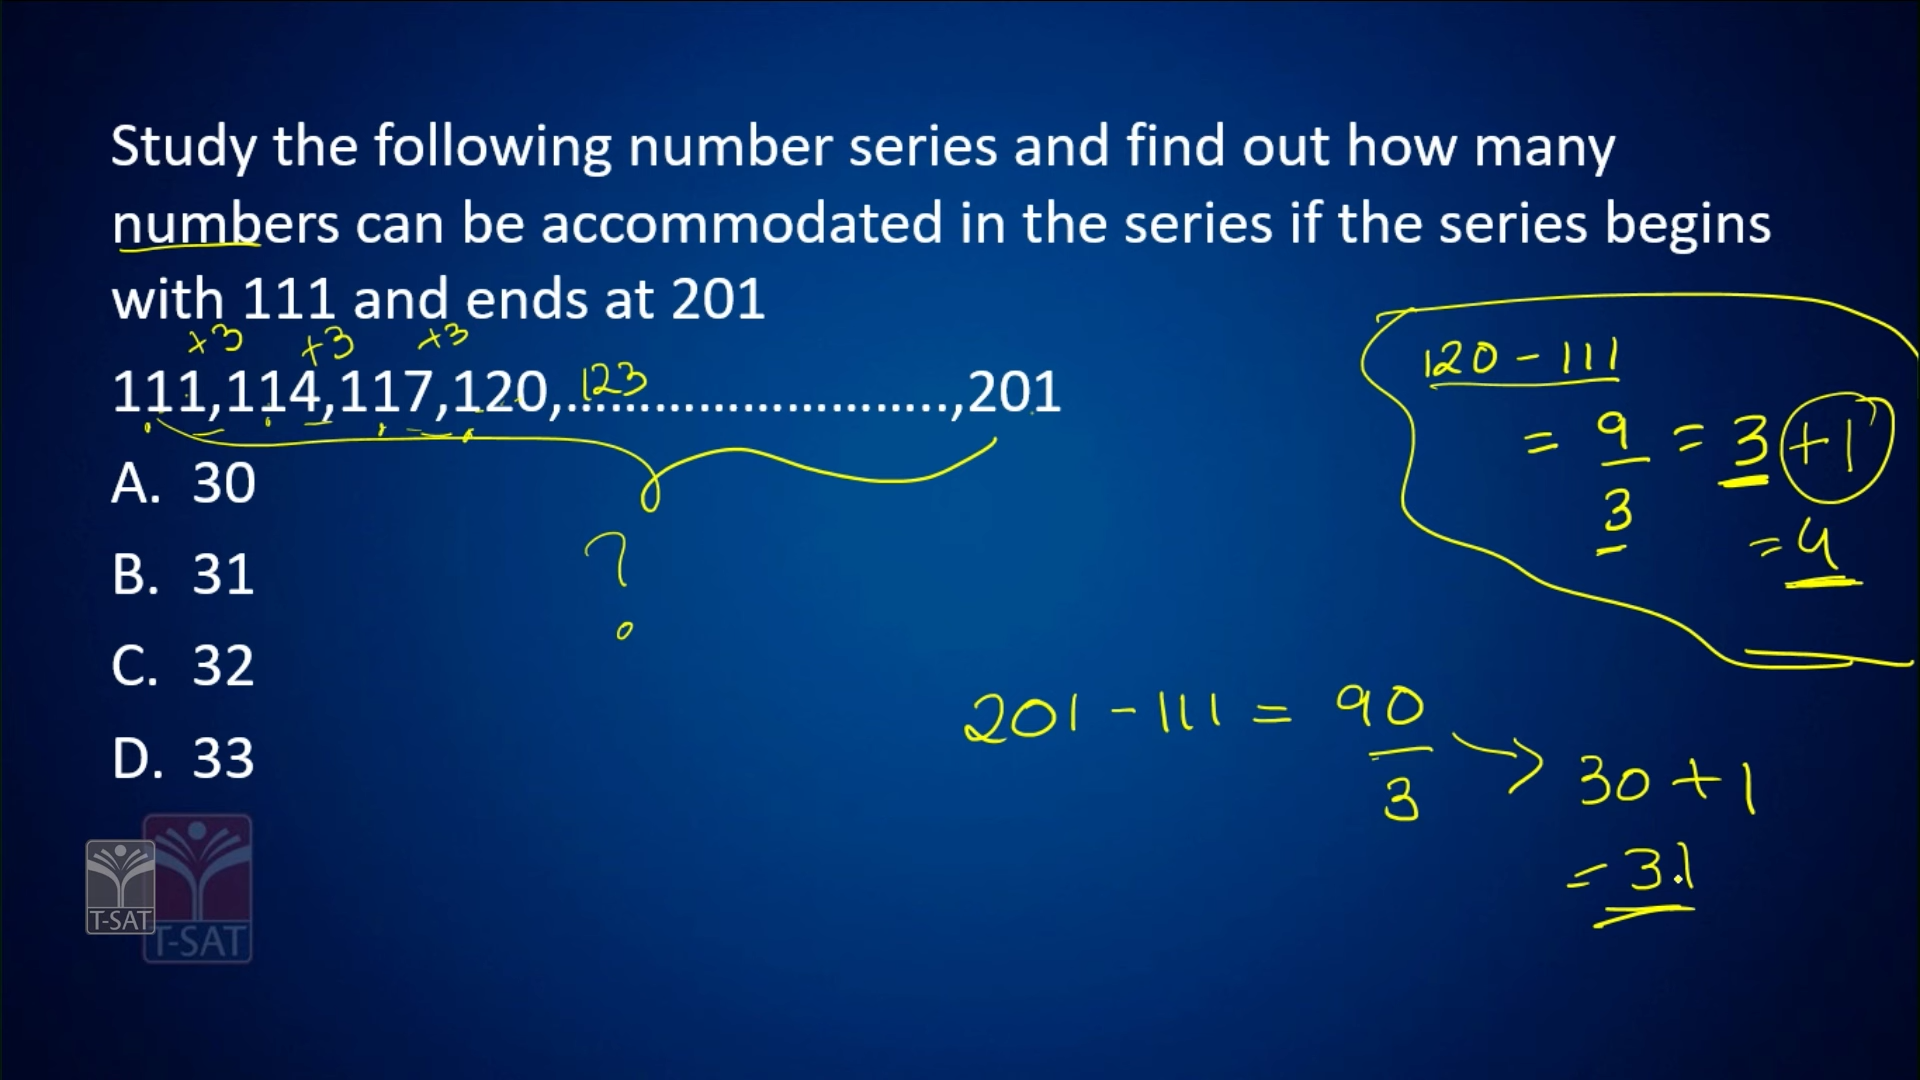 Study the following number series and find out how many
numbers can be accommodated in the series if the series begins
with 111 and ends at 201
+3 +3 +3
111,114,117,120,.........................,201
123
A. 30
B. 31
C. 32
D. 33
?
120 - 111
= 9/3 = 3 +1
= 4
201 - 111 = 90/3 → 30 + 1
= 31
T-SAT
T-SAT